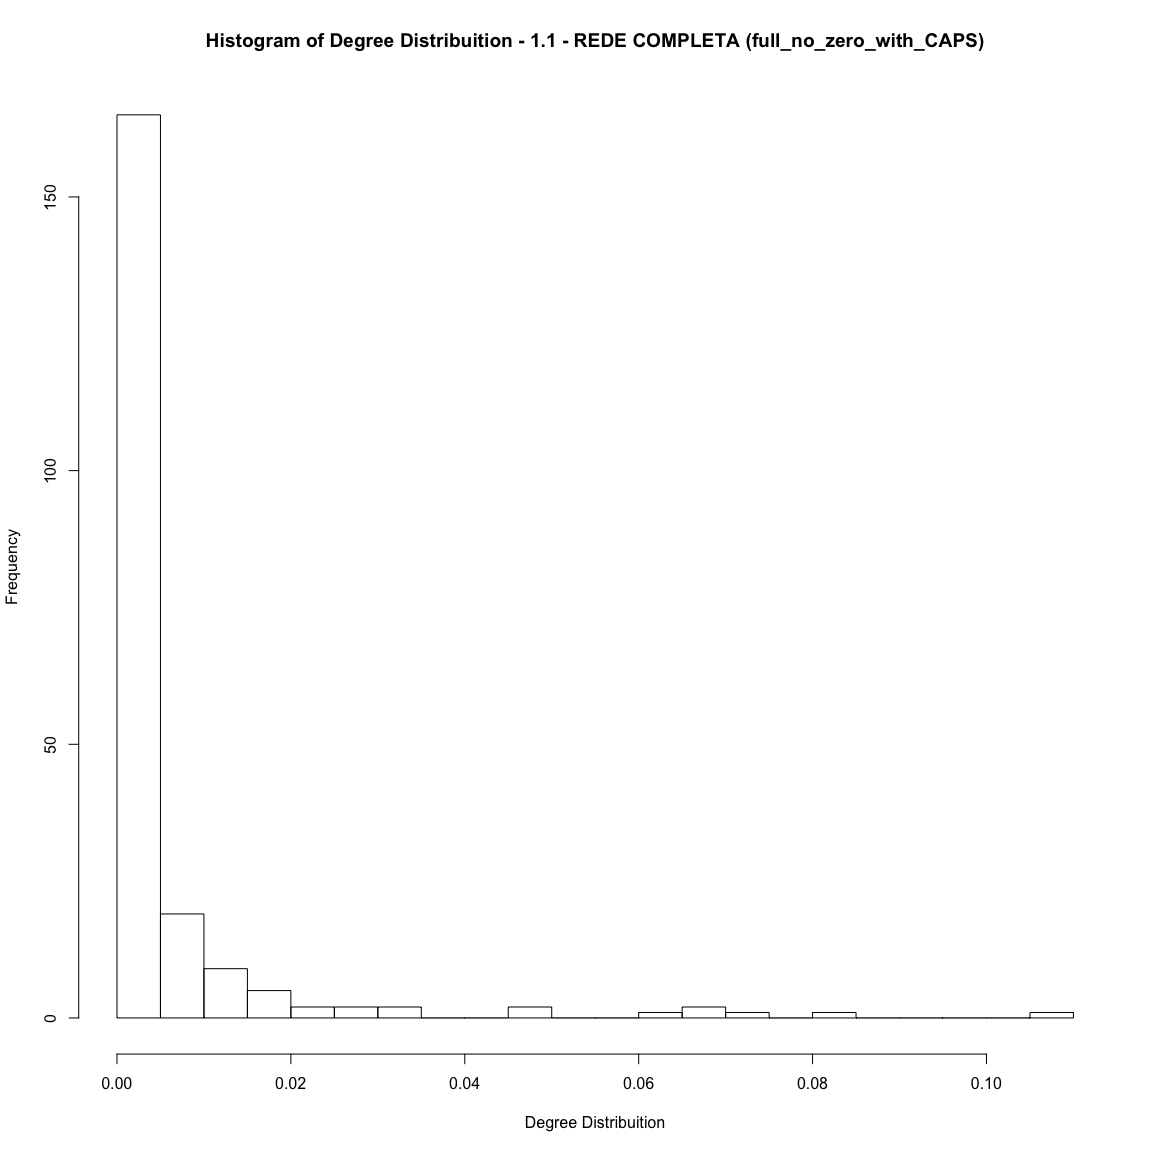 Histogram of Degree Distribuition - 1.1 - REDE COMPLETA (full_no_zero_with_CAPS)
Frequency
150
100
50
0
0.00 0.02 0.04 0.06 0.08 0.10
Degree Distribuition